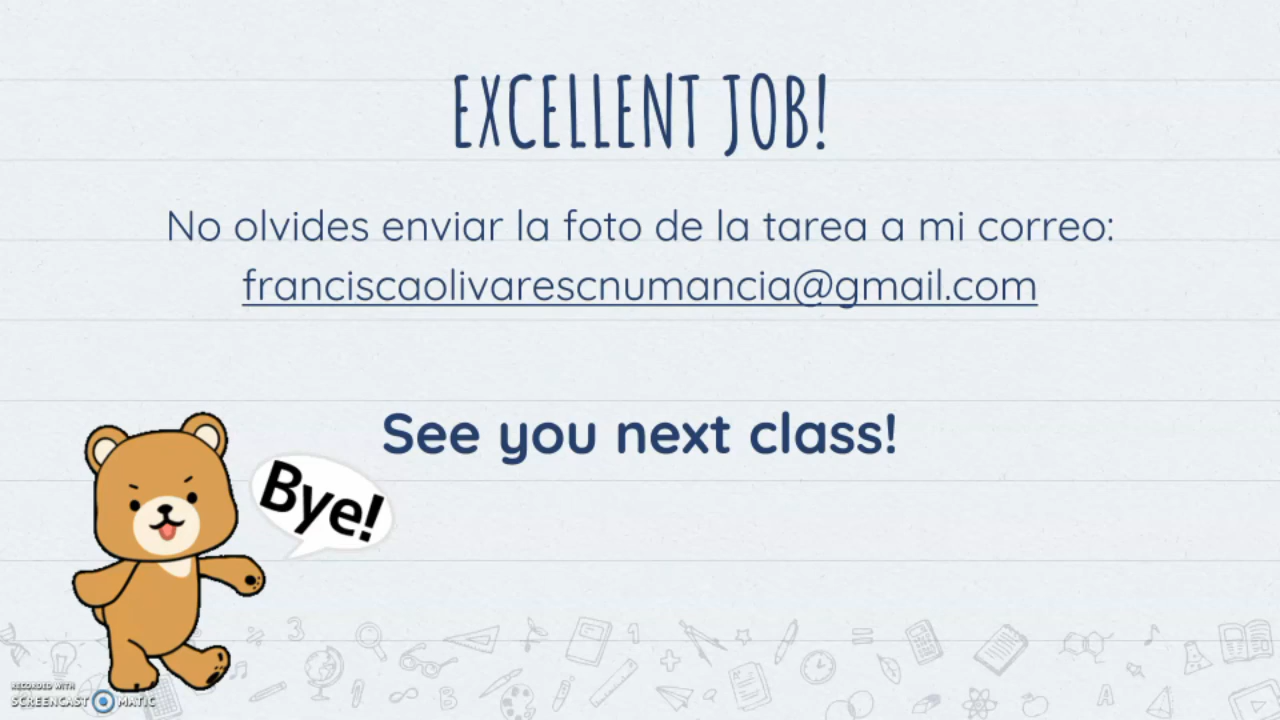 EXCELLENT JOB!
No olvides enviar la foto de la tarea a mi correo:
franciscaolivarescnumancia@gmail.com
See you next class!
Bye!
RECORDED WITH
SCREENCAST MATIC